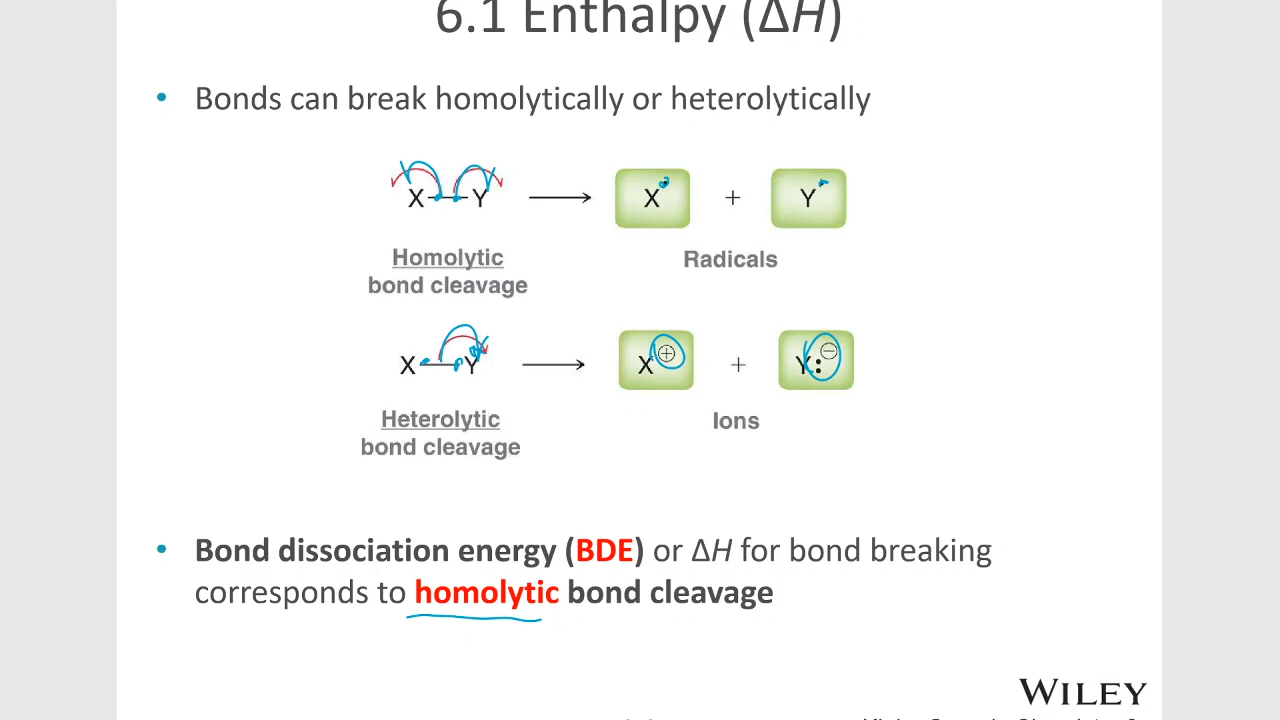 6.1 Enthalpy (ΔH)
• Bonds can break homolytically or heterolytically
X — Y → X• + Y•
Homolytic
bond cleavage
Radicals
X — Y → X⊕ + Y:⊖
Heterolytic
bond cleavage
Ions
• Bond dissociation energy (BDE) or ΔH for bond breaking
corresponds to homolytic bond cleavage
WILEY